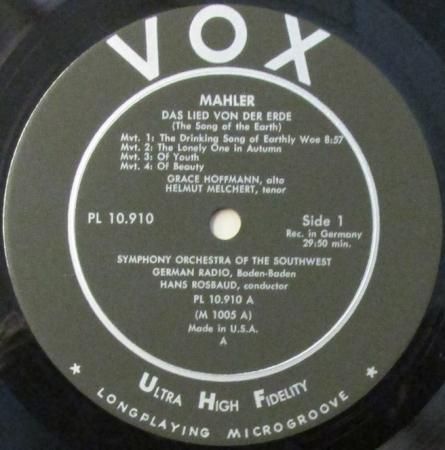 VOX
MAHLER
DAS LIED VON DER ERDE
(The Song of the Earth)
Mvt. 1: The Drinking Song of Earthly Woe 8:57
Mvt. 2: The Lonely One in Autumn
Mvt. 3: Of Youth
Mvt. 4: Of Beauty
GRACE HOFFMANN, alto
HELMUT MELCHERT, tenor
PL 10.910
Side 1
Rec. in Germany
29:50 min.
SYMPHONY ORCHESTRA OF THE SOUTHWEST
GERMAN RADIO, Baden-Baden
HANS ROSBAUD, conductor
PL 10.910 A
(M 1005 A)
Made in U.S.A.
A
ULTRA HIGH FIDELITY
★ LONGPLAYING MICROGROOVE ★